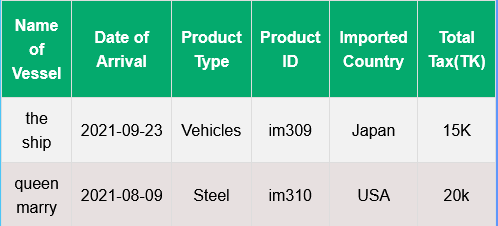 Name of Vessel Date of Arrival Product Type Product ID Imported Country Total Tax(TK)
the ship 2021-09-23 Vehicles im309 Japan 15K
queen marry 2021-08-09 Steel im310 USA 20k